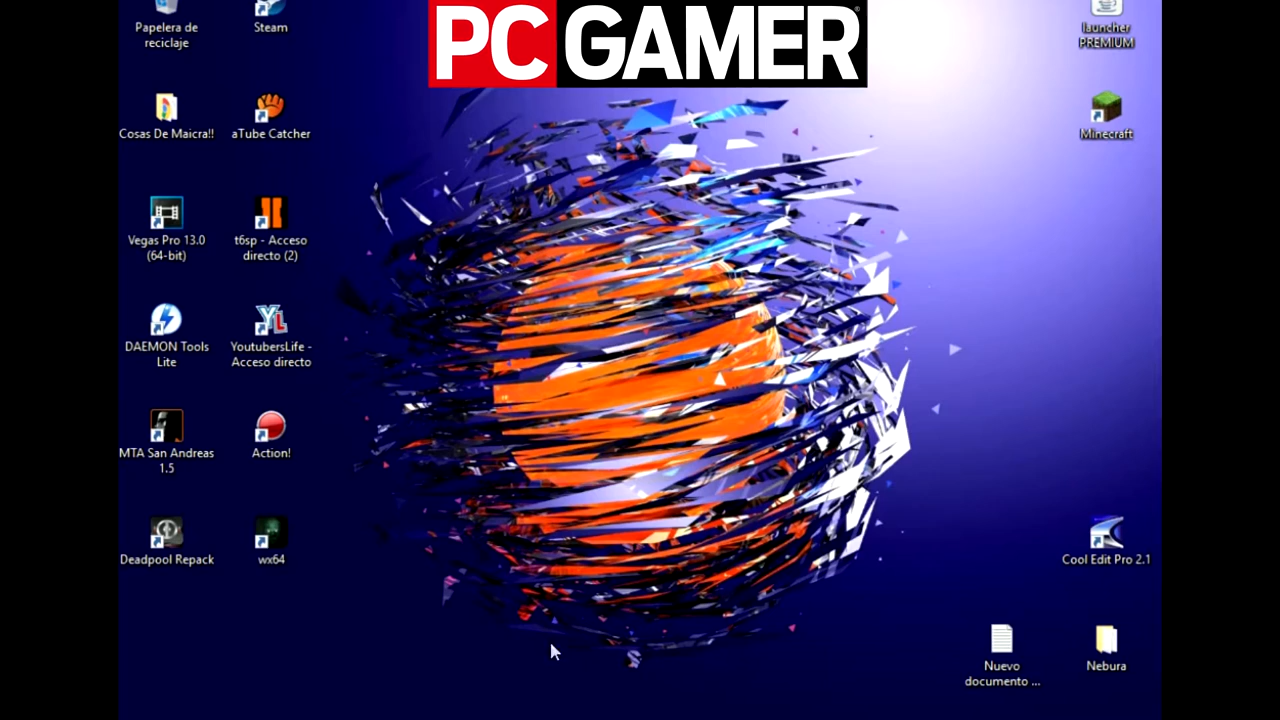 PC GAMER
Papelera de
reciclaje
Steam
launcher
PREMIUM
Cosas De Maicra!!
aTube Catcher
Minecraft
Vegas Pro 13.0
(64-bit)
t6sp - Acceso
directo (2)
DAEMON Tools
Lite
YL
YoutubersLife -
Acceso directo
MTA San Andreas
1.5
Action!
Deadpool Repack
wx64
Cool Edit Pro 2.1
Nuevo
documento ...
Nebura